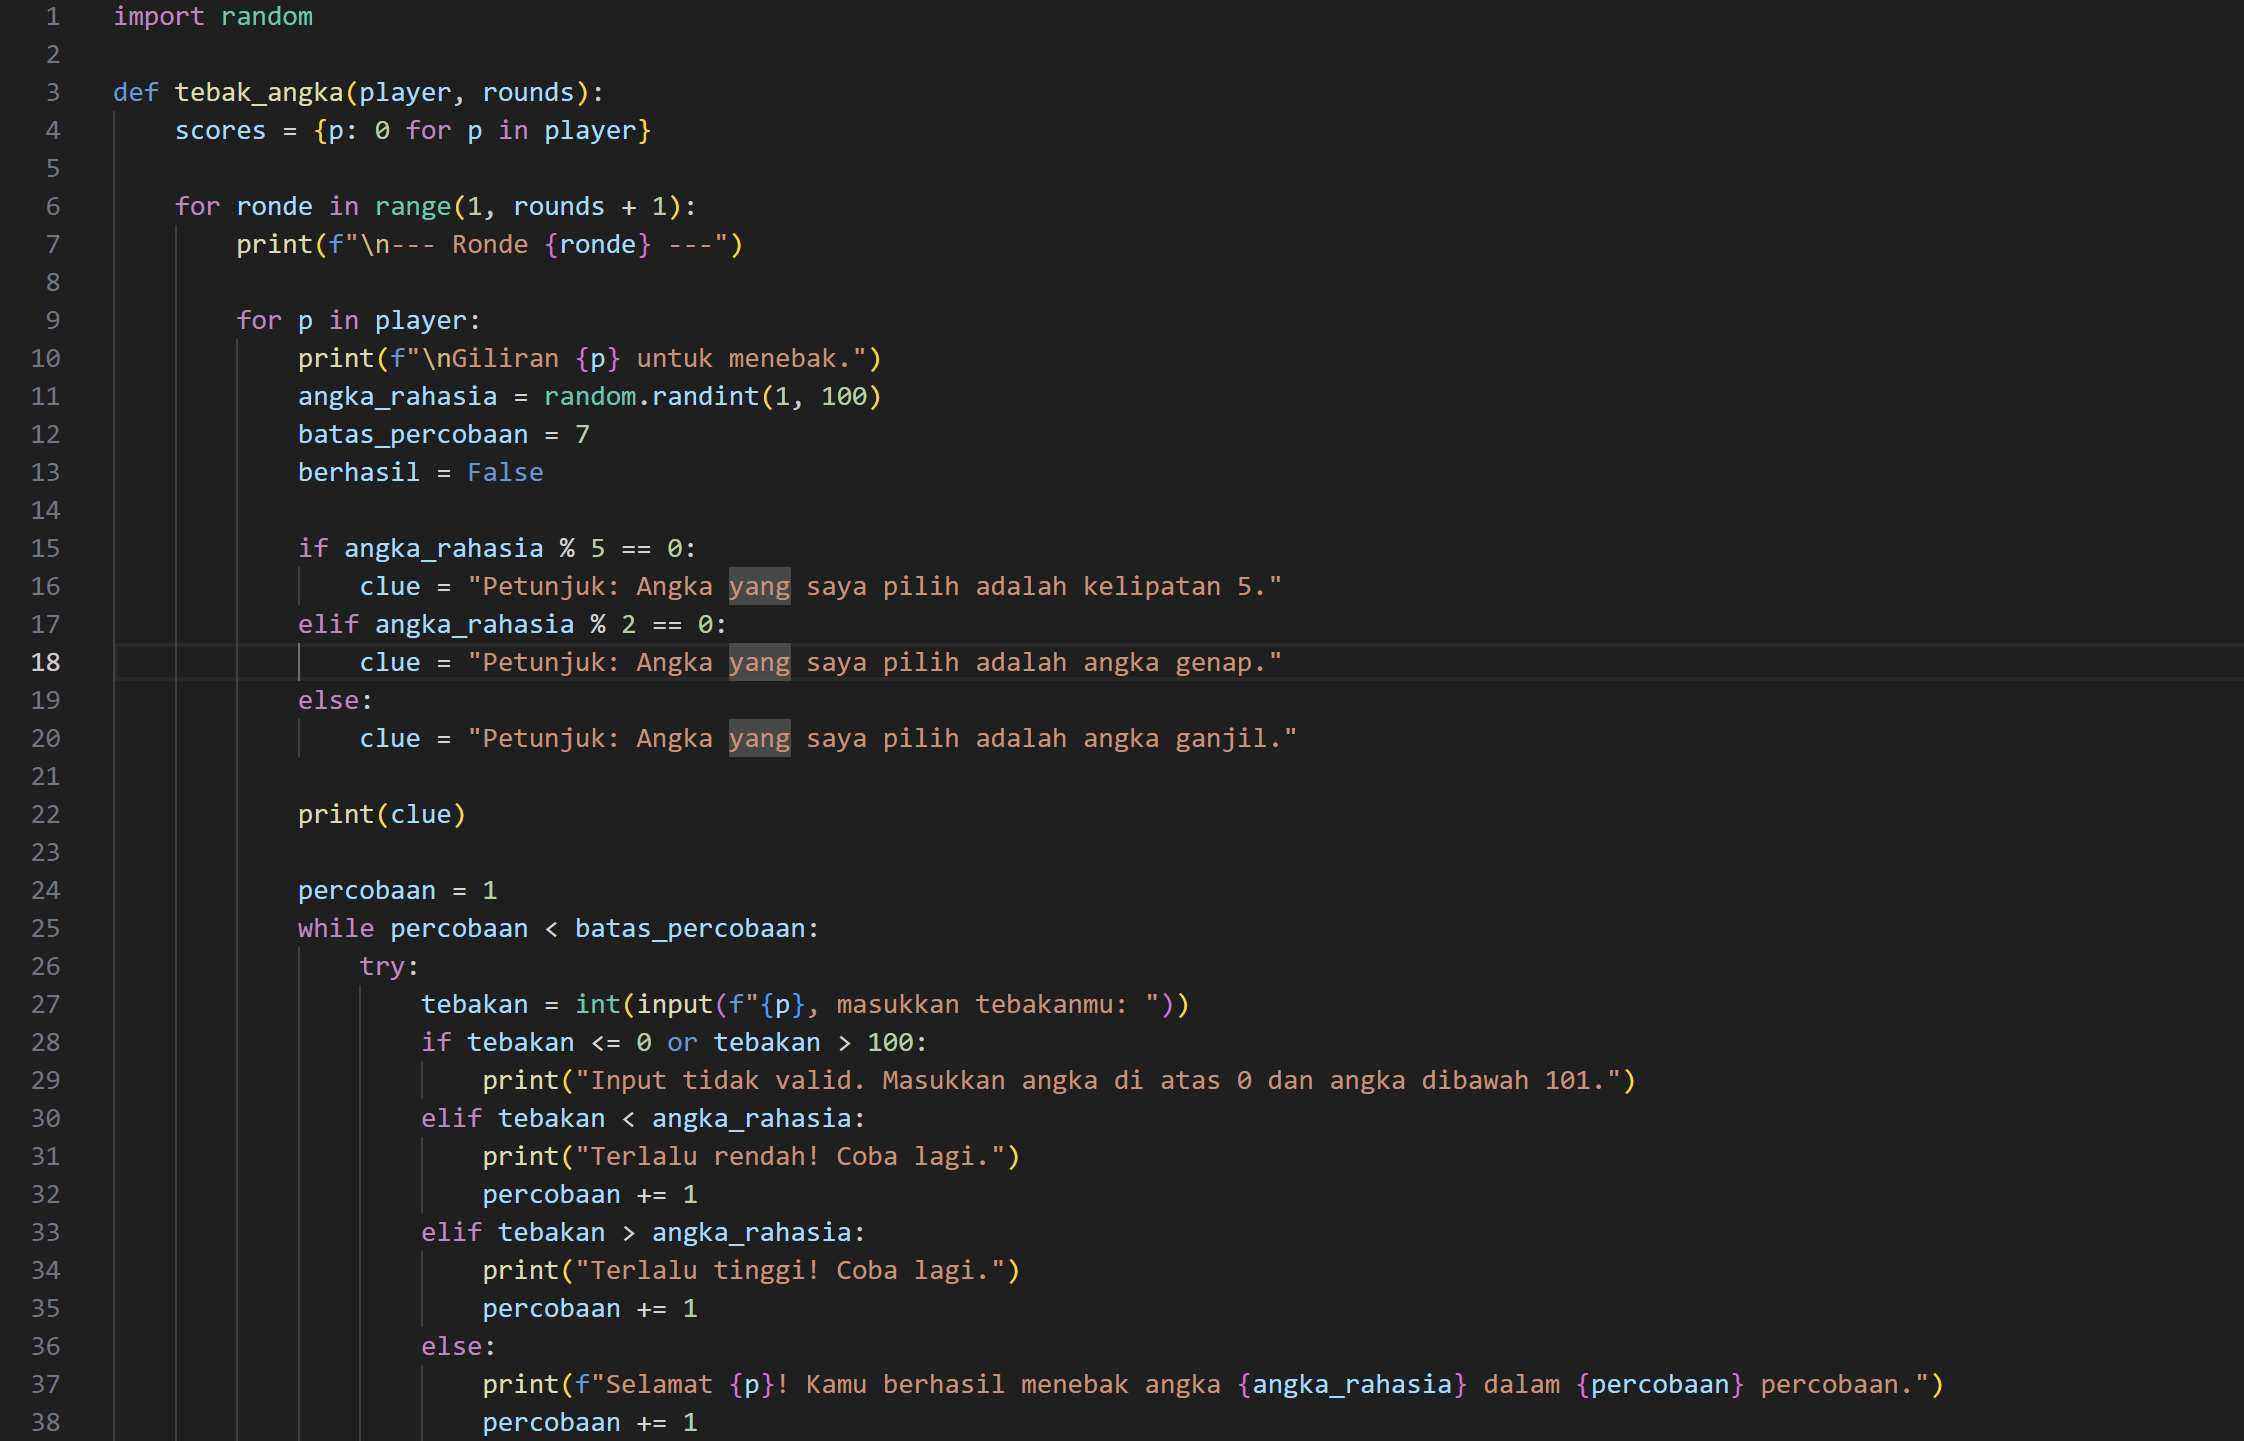 1 import random
2
3 def tebak_angka(player, rounds):
4     scores = {p: 0 for p in player}
5
6     for ronde in range(1, rounds + 1):
7         print(f"\n--- Ronde {ronde} ---")
8
9         for p in player:
10             print(f"\nGiliran {p} untuk menebak.")
11             angka_rahasia = random.randint(1, 100)
12             batas_percobaan = 7
13             berhasil = False
14
15             if angka_rahasia % 5 == 0:
16                 clue = "Petunjuk: Angka yang saya pilih adalah kelipatan 5."
17             elif angka_rahasia % 2 == 0:
18                 clue = "Petunjuk: Angka yang saya pilih adalah angka genap."
19             else:
20                 clue = "Petunjuk: Angka yang saya pilih adalah angka ganjil."
21
22             print(clue)
23
24             percobaan = 1
25             while percobaan < batas_percobaan:
26                 try:
27                     tebakan = int(input(f"{p}, masukkan tebakanmu: "))
28                     if tebakan <= 0 or tebakan > 100:
29                         print("Input tidak valid. Masukkan angka di atas 0 dan angka dibawah 101.")
30                     elif tebakan < angka_rahasia:
31                         print("Terlalu rendah! Coba lagi.")
32                         percobaan += 1
33                     elif tebakan > angka_rahasia:
34                         print("Terlalu tinggi! Coba lagi.")
35                         percobaan += 1
36                     else:
37                         print(f"Selamat {p}! Kamu berhasil menebak angka {angka_rahasia} dalam {percobaan} percobaan.")
38                         percobaan += 1